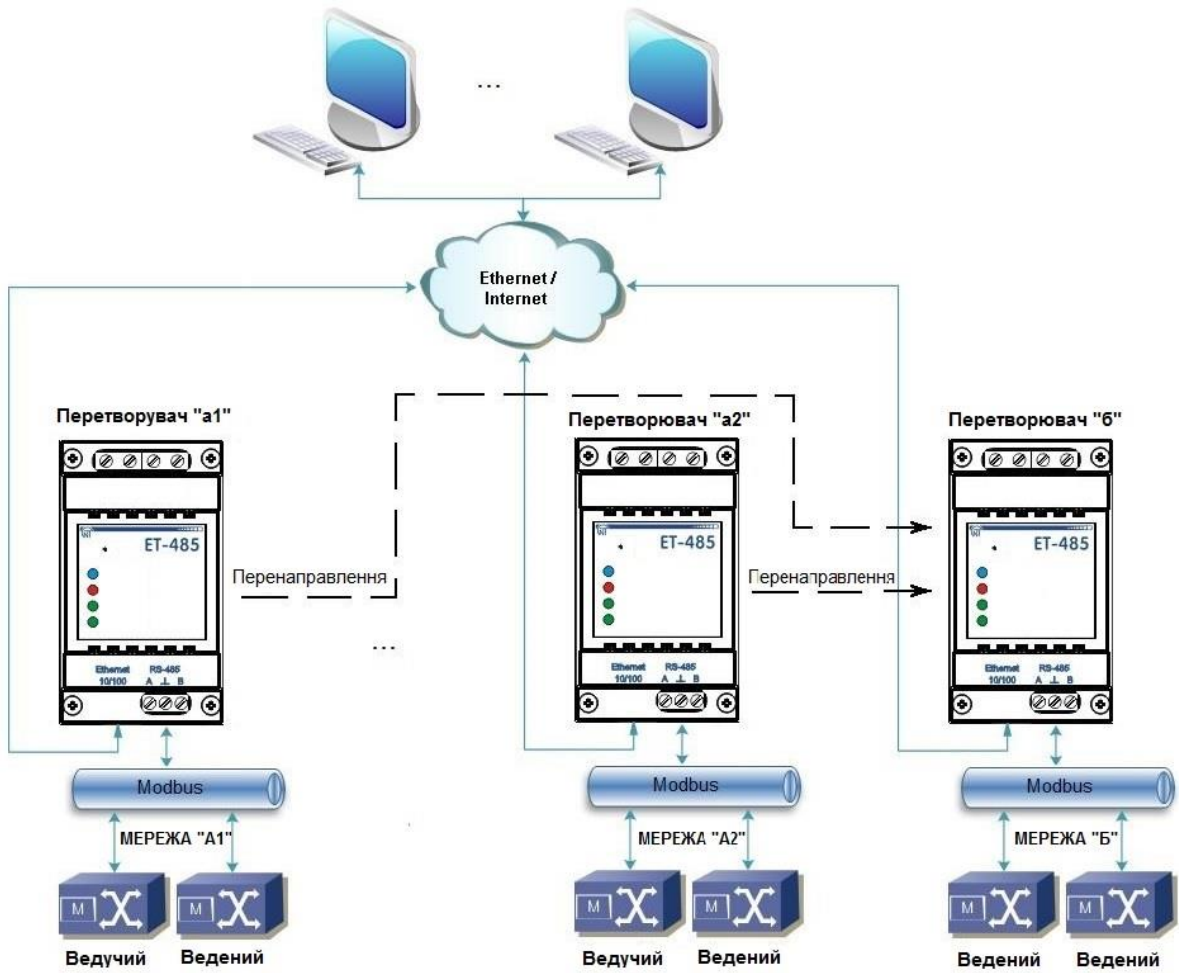 ...
Ethernet /
Internet
Перетворувач "а1"
Перетворювач "а2"
Перетворювач "б"
ET-485
ET-485
ET-485
Перенаправлення
Перенаправлення
...
Ethernet RS-485
10/100 A ⊥ B
Ethernet RS-485
10/100 A ⊥ B
Ethernet RS-485
10/100 A ⊥ B
Modbus
Modbus
Modbus
МЕРЕЖА "А1"
МЕРЕЖА "А2"
МЕРЕЖА "Б"
M
M
M
M
M
M
Ведучий
Ведений
Ведучий
Ведений
Ведений
Ведений